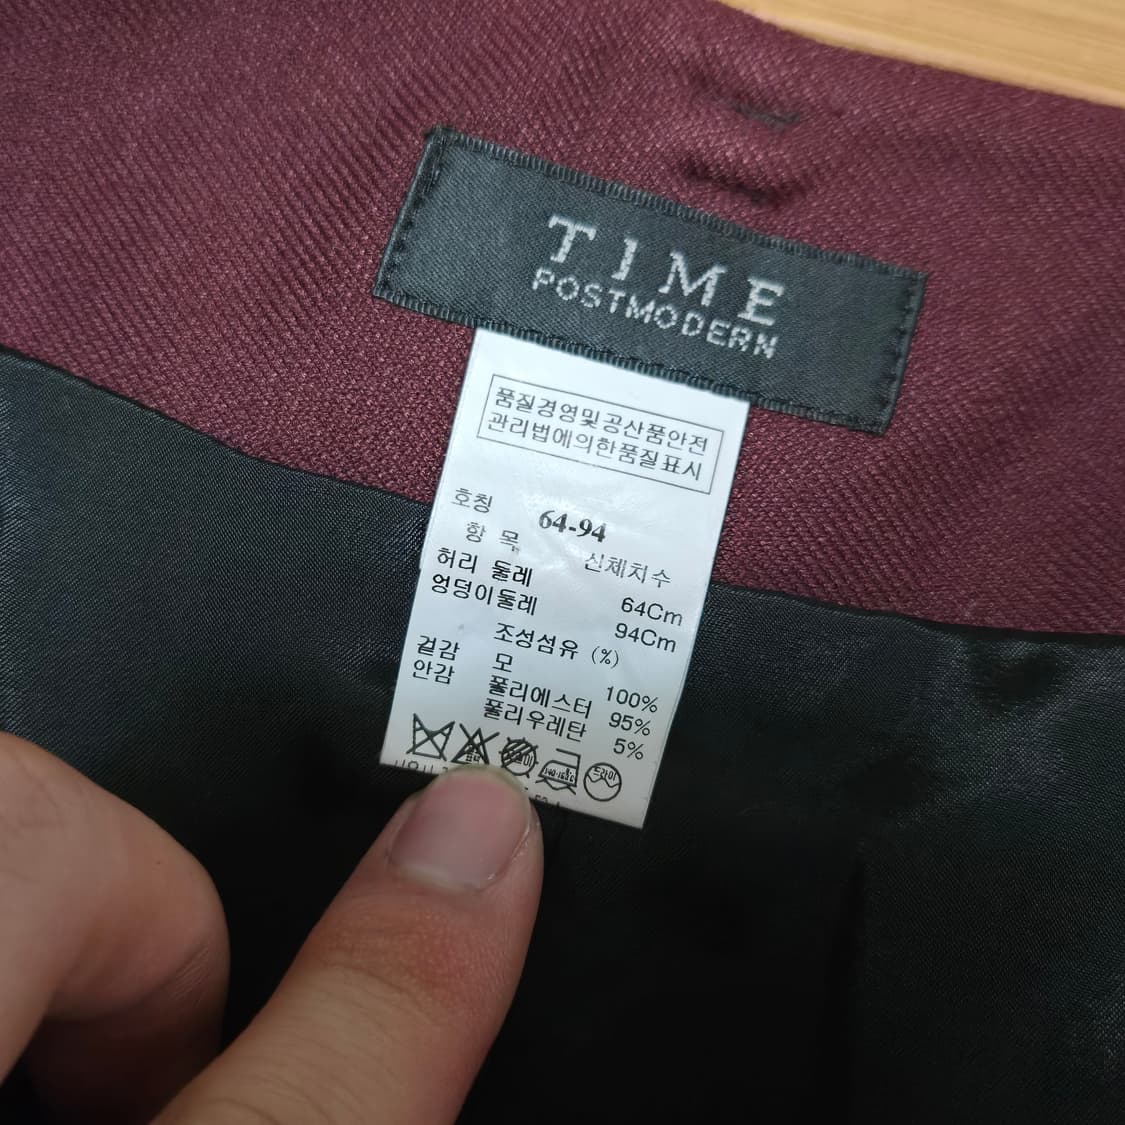 TIME
POSTMODERN
품질경영및공산품안전
관리법에의한품질표시
호칭 64-94
항 목 신체치수
허리 둘레 64Cm
엉덩이둘레 94Cm
조성섬유 (%)
겉감 모 100%
안감 폴리에스터 95%
폴리우레탄 5%
드라이